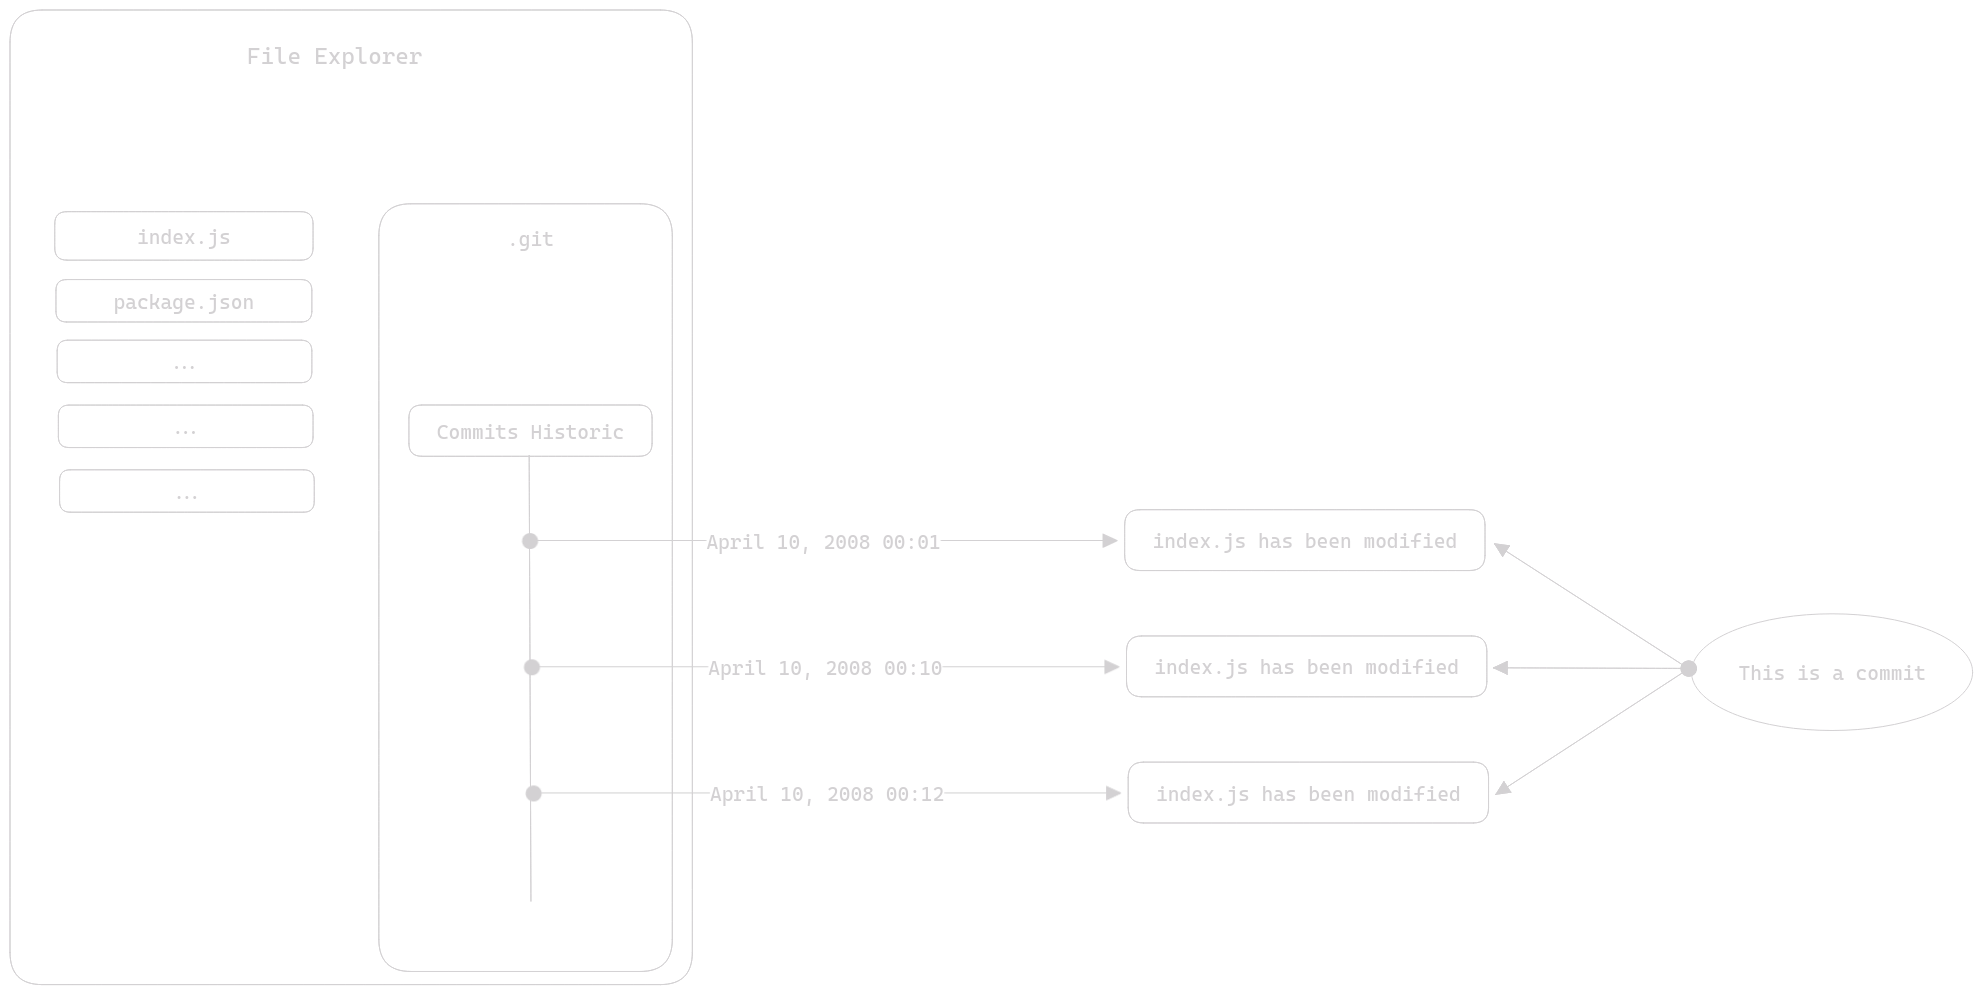 File Explorer
index.js
package.json
...
...
...
.git
Commits Historic
April 10, 2008 00:01
index.js has been modified
April 10, 2008 00:10
index.js has been modified
April 10, 2008 00:12
index.js has been modified
This is a commit